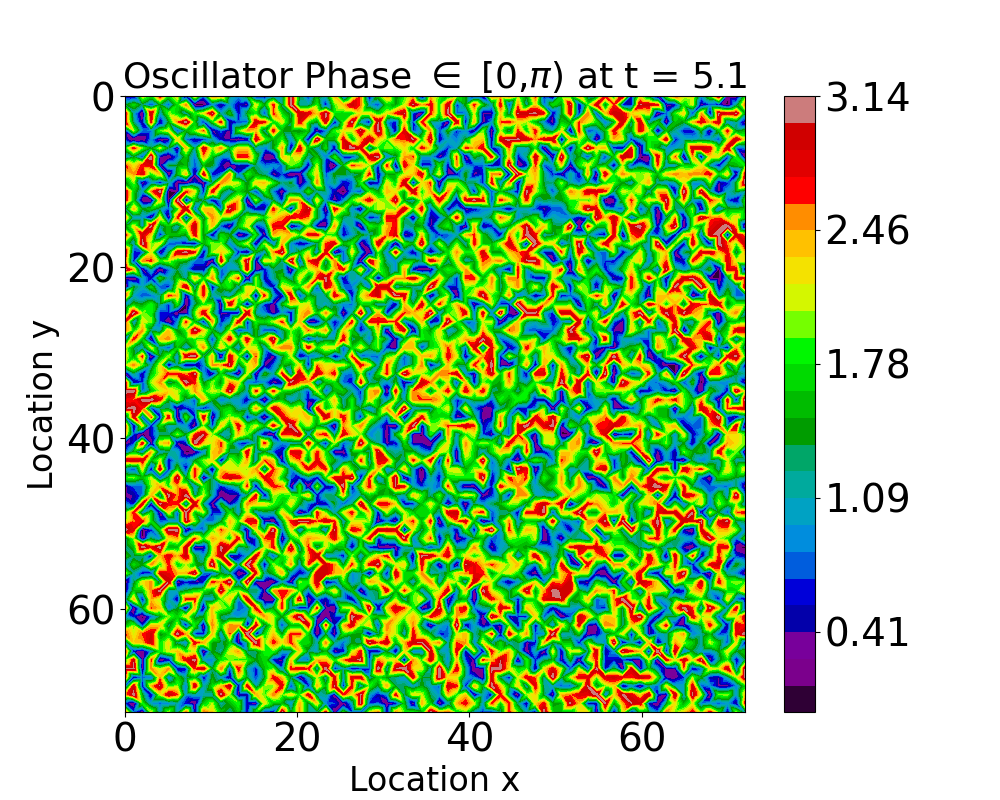 Oscillator Phase ∈ [0,π) at t = 5.1
0
20
40
60
Location y
0 20 40 60
Location x
3.14
2.46
1.78
1.09
0.41